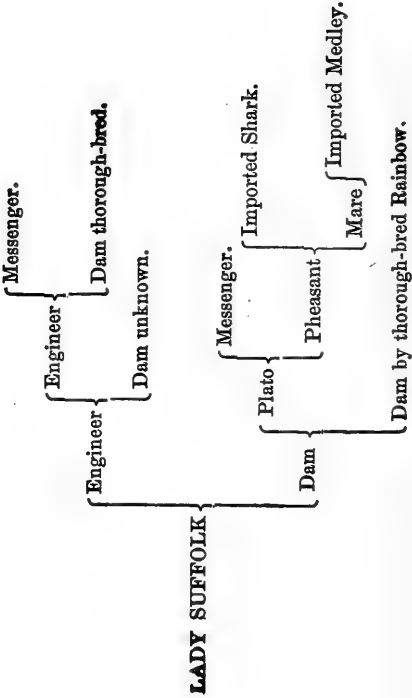 Messenger.
Engineer
Dam thorough-bred.
Engineer
Dam unknown.
LADY SUFFOLK
Messenger.
Plato
Imported Shark.
Pheasant
Imported Medley.
Mare
Dam
Dam by thorough-bred Rainbow.